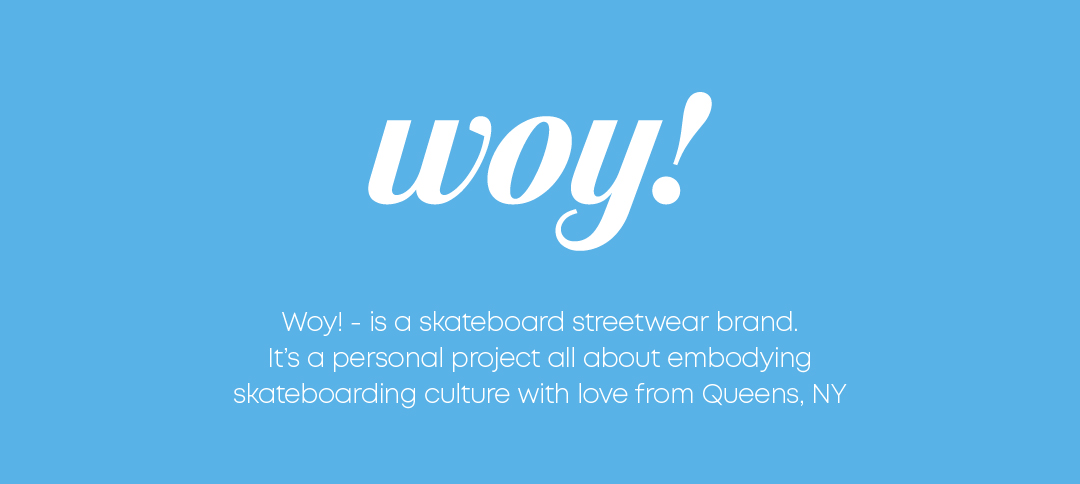 woy!
Woy! - is a skateboard streetwear brand.
It's a personal project all about embodying
skateboarding culture with love from Queens, NY